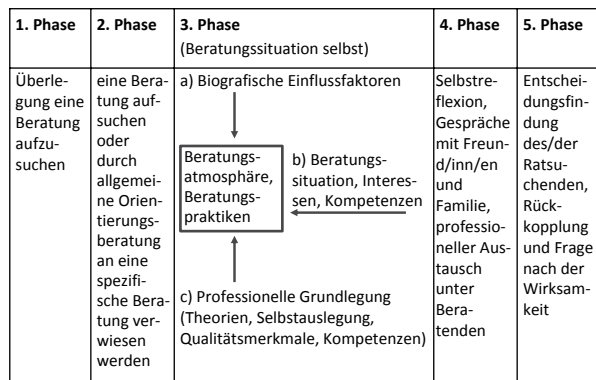 1. Phase
Überle-
gung eine
Beratung
aufzu-
suchen
2. Phase
eine Bera-
tung auf-
suchen
oder
durch
allgemei-
ne Orien-
tierungs-
beratung
an eine
spezifi-
sche Bera-
tung ver-
wiesen
werden
3. Phase
(Beratungssituation selbst)
a) Biografische Einflussfaktoren
Beratungs-
atmosphäre,
Beratungs-
praktiken
b) Beratungs-
situation, Interes-
sen, Kompetenzen
c) Professionelle Grundlegung
(Theorien, Selbstauslegung,
Qualitätsmerkmale, Kompetenzen)
4. Phase
Selbstre-
flexion,
Gespräche
mit Freun-
d/inn/en
und
Familie,
professio-
neller Aus-
tausch
unter
Bera-
tenden
5. Phase
Entschei-
dungsfin-
dung
des/der
Ratsu-
chenden,
Rück-
kopplung
und Frage
nach der
Wirksam-
keit